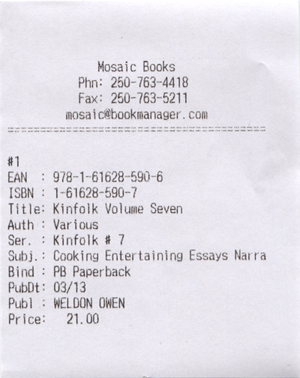 Mosaic Books
Phn: 250-763-4418
Fax: 250-763-5211
mosaic@bookmanager.com
========================================
#1
EAN : 978-1-61628-590-6
ISBN : 1-61628-590-7
Title: Kinfolk Volume Seven
Auth : Various
Ser. : Kinfolk # 7
Subj.: Cooking Entertaining Essays Narra
Bind : PB Paperback
PubDt: 03/13
Publ : WELDON OWEN
Price: 21.00